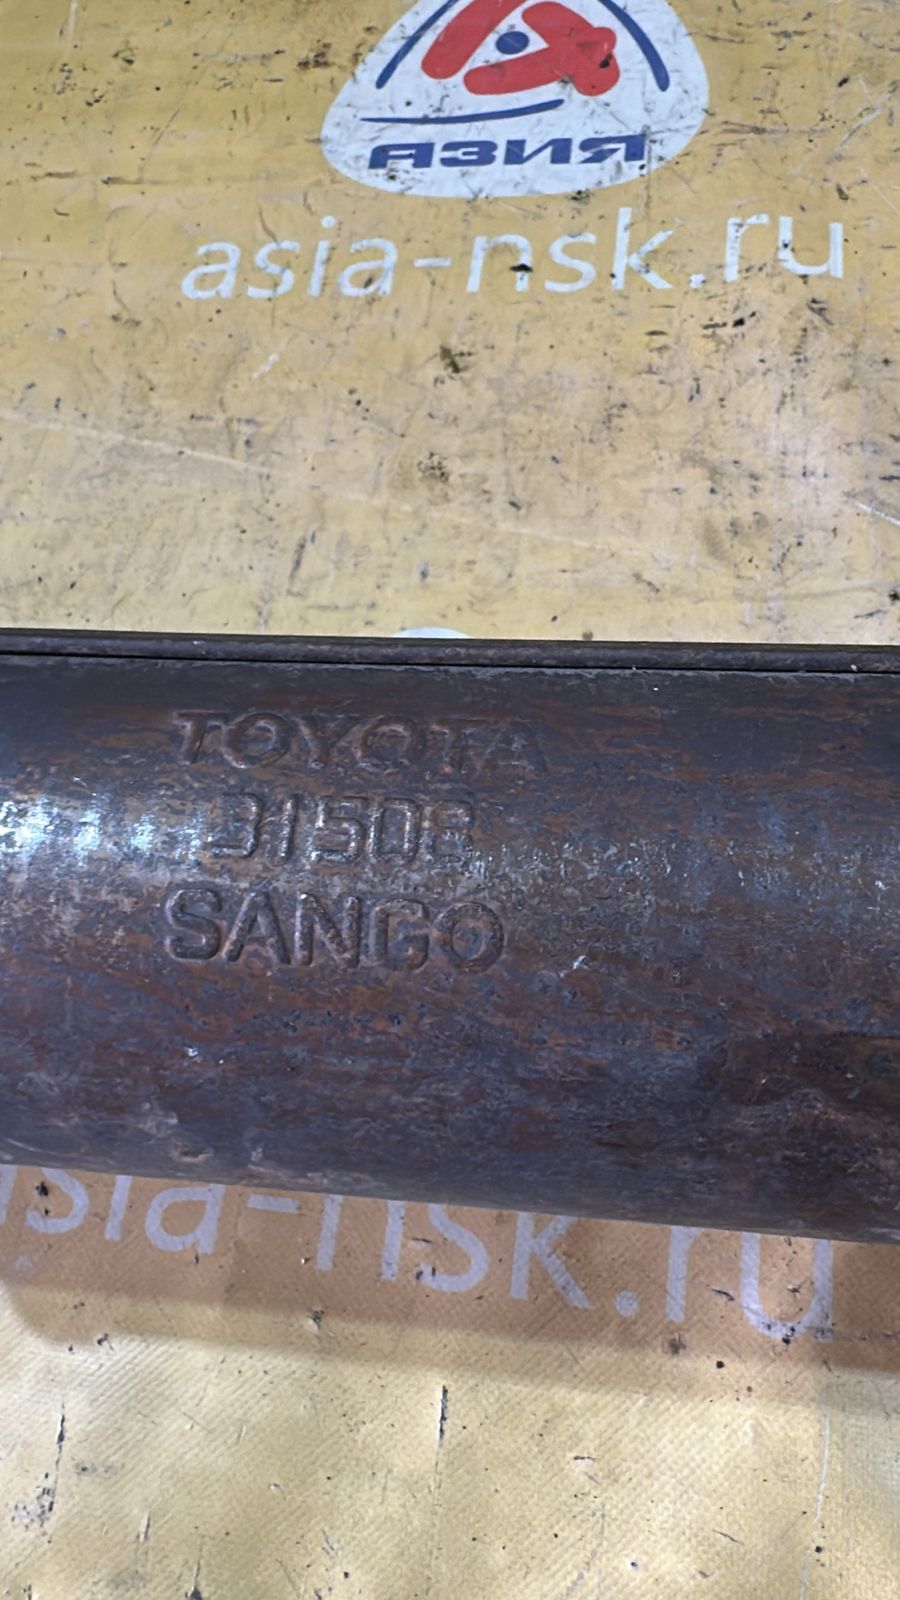 АЗИЯ
asia-nsk.ru
TOYOTA
31508
SANGO
asia-nsk.ru